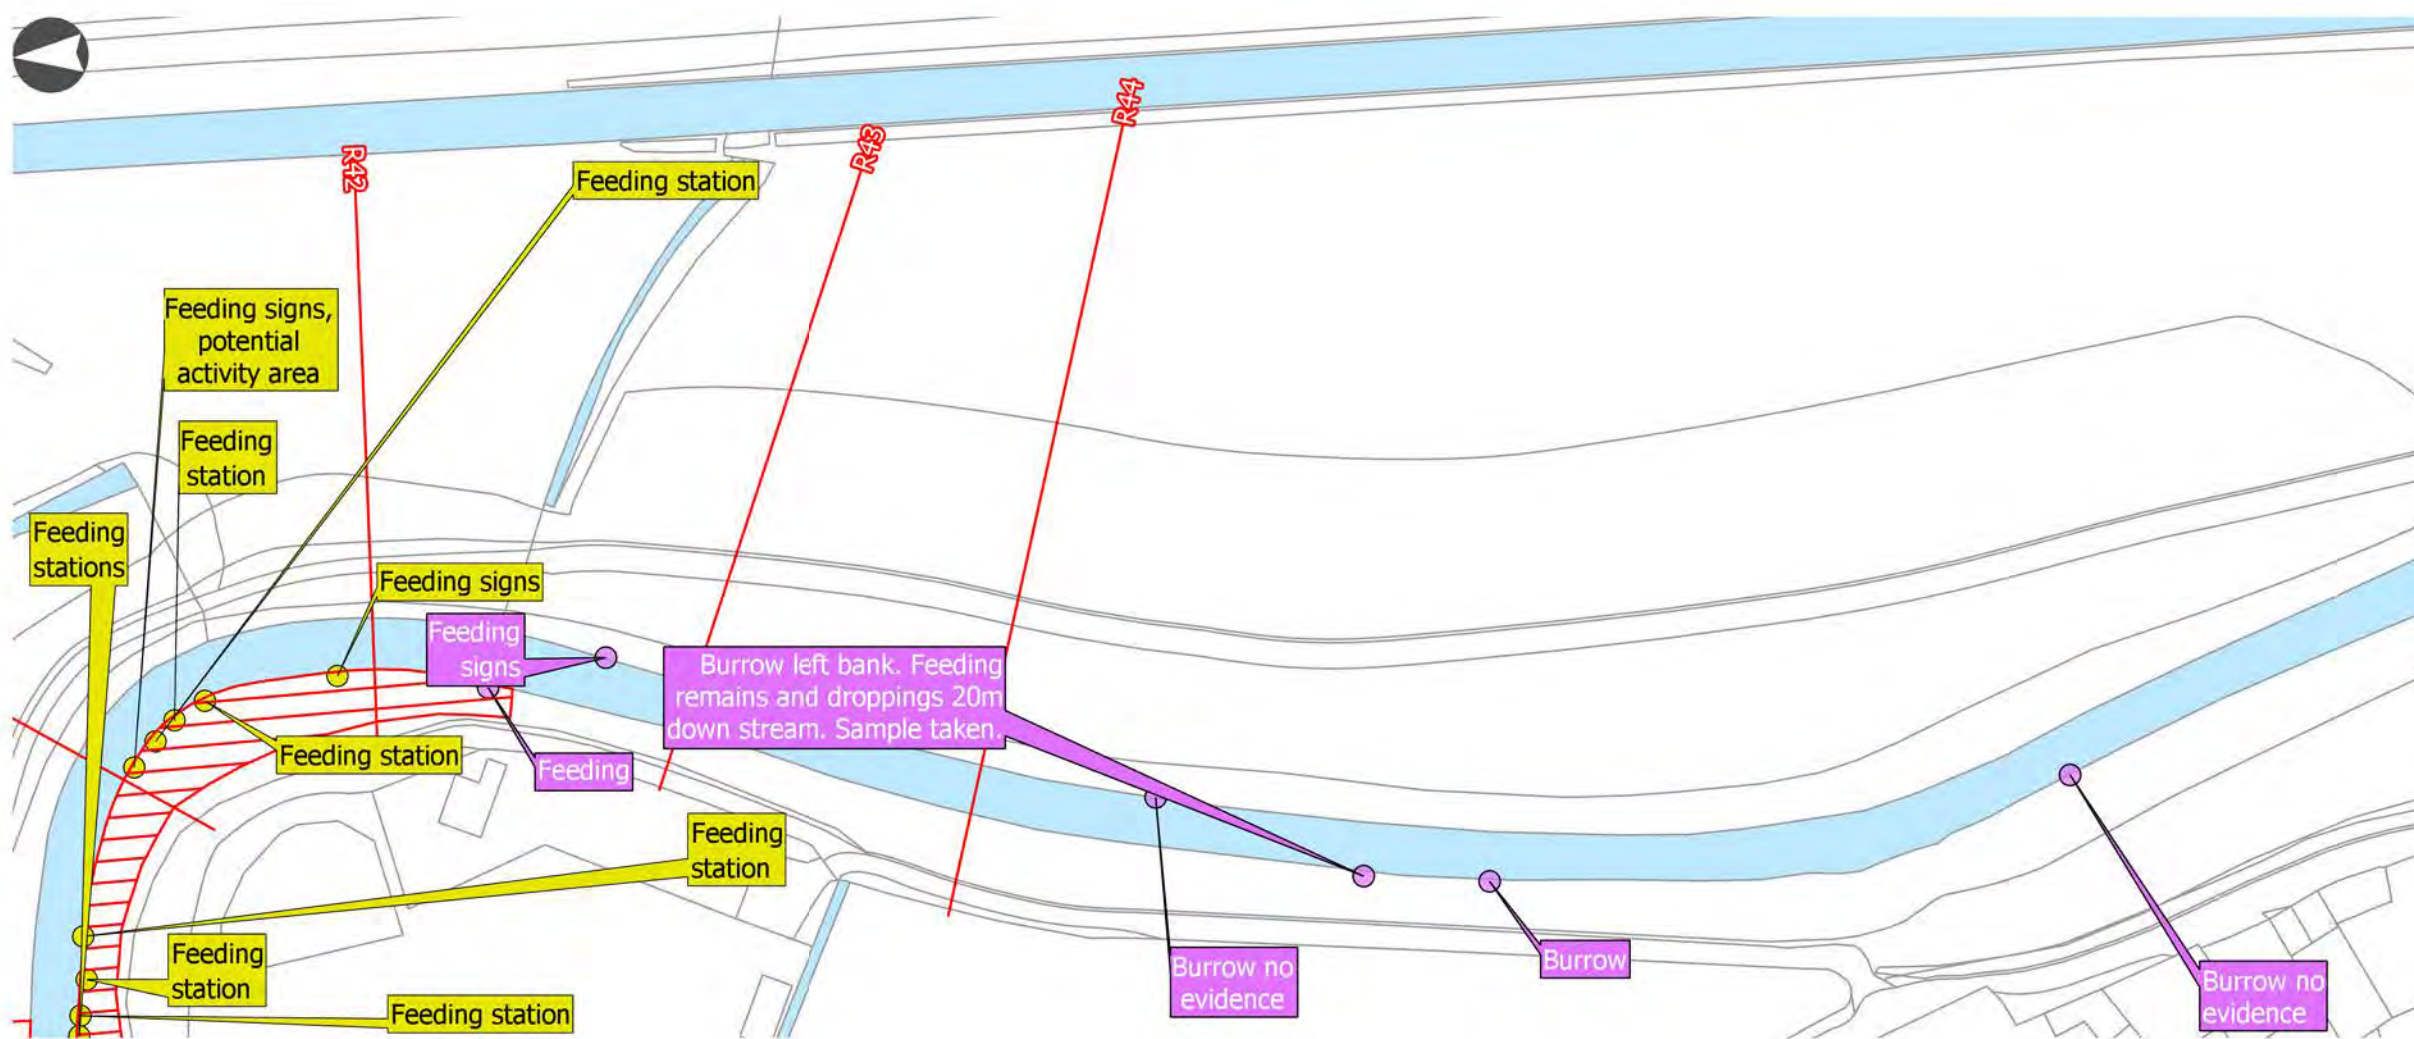 R44
R43
R42
Feeding station
Feeding signs,
potential
activity area
Feeding
station
Feeding
stations
Feeding signs
Feeding
signs
Burrow left bank. Feeding
remains and droppings 20m
down stream. Sample taken.
Feeding station
Feeding
Feeding
station
Feeding
station
Feeding station
Burrow no
evidence
Burrow
Burrow no
evidence